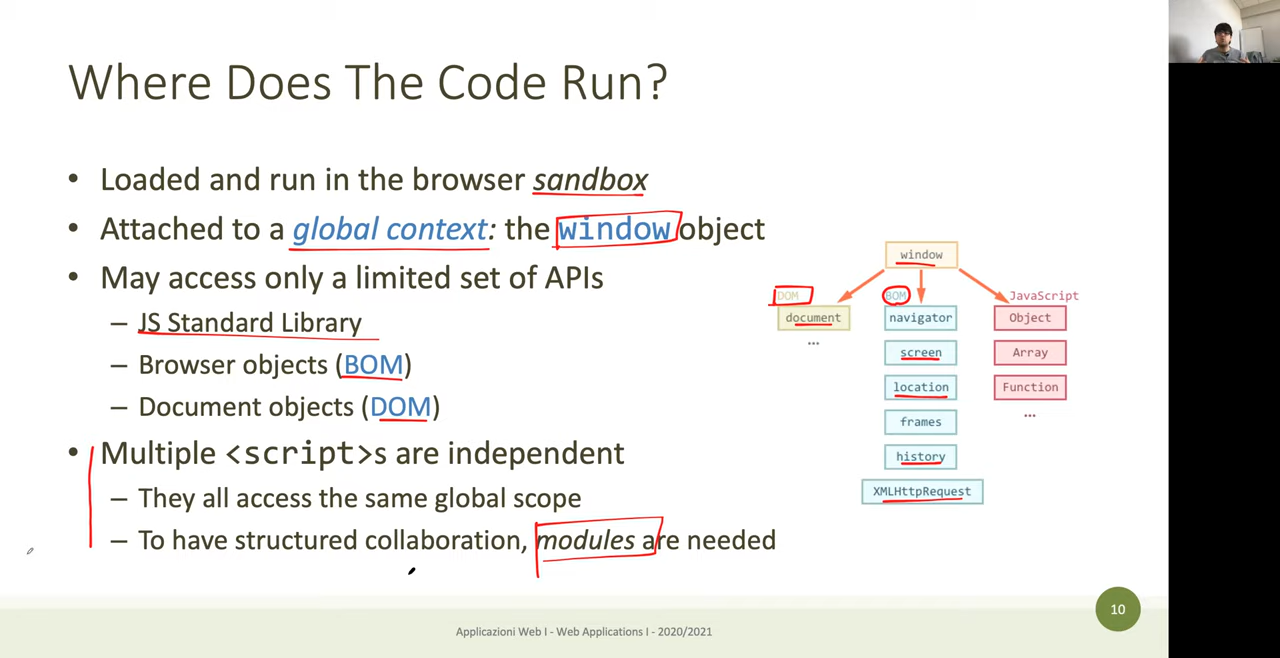 Where Does The Code Run?
• Loaded and run in the browser sandbox
• Attached to a global context: the window object
• May access only a limited set of APIs
– JS Standard Library
– Browser objects (BOM)
– Document objects (DOM)
• Multiple <script>s are independent
– They all access the same global scope
– To have structured collaboration, modules are needed
window
DOM BOM JavaScript
document navigator Object
...
screen Array
location Function
...
frames
history
XMLHttpRequest
10
Applicazioni Web I - Web Applications I - 2020/2021